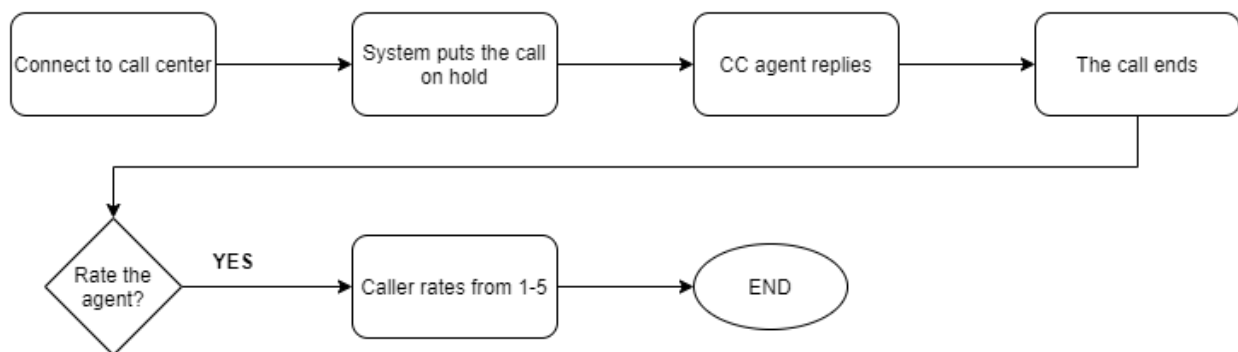 Connect to call center
System puts the call
on hold
CC agent replies
The call ends
Rate the
agent?
YES
Caller rates from 1-5
END